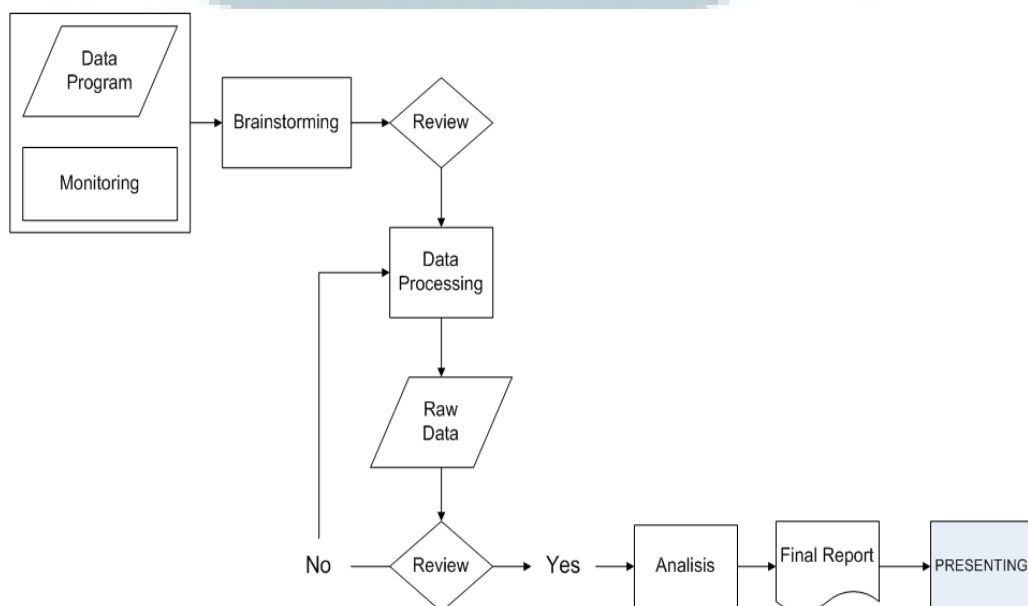 Data
Program
Monitoring
Brainstorming
Review
Data
Processing
Raw
Data
No
Review
Yes
Analisis
Final Report
PRESENTING